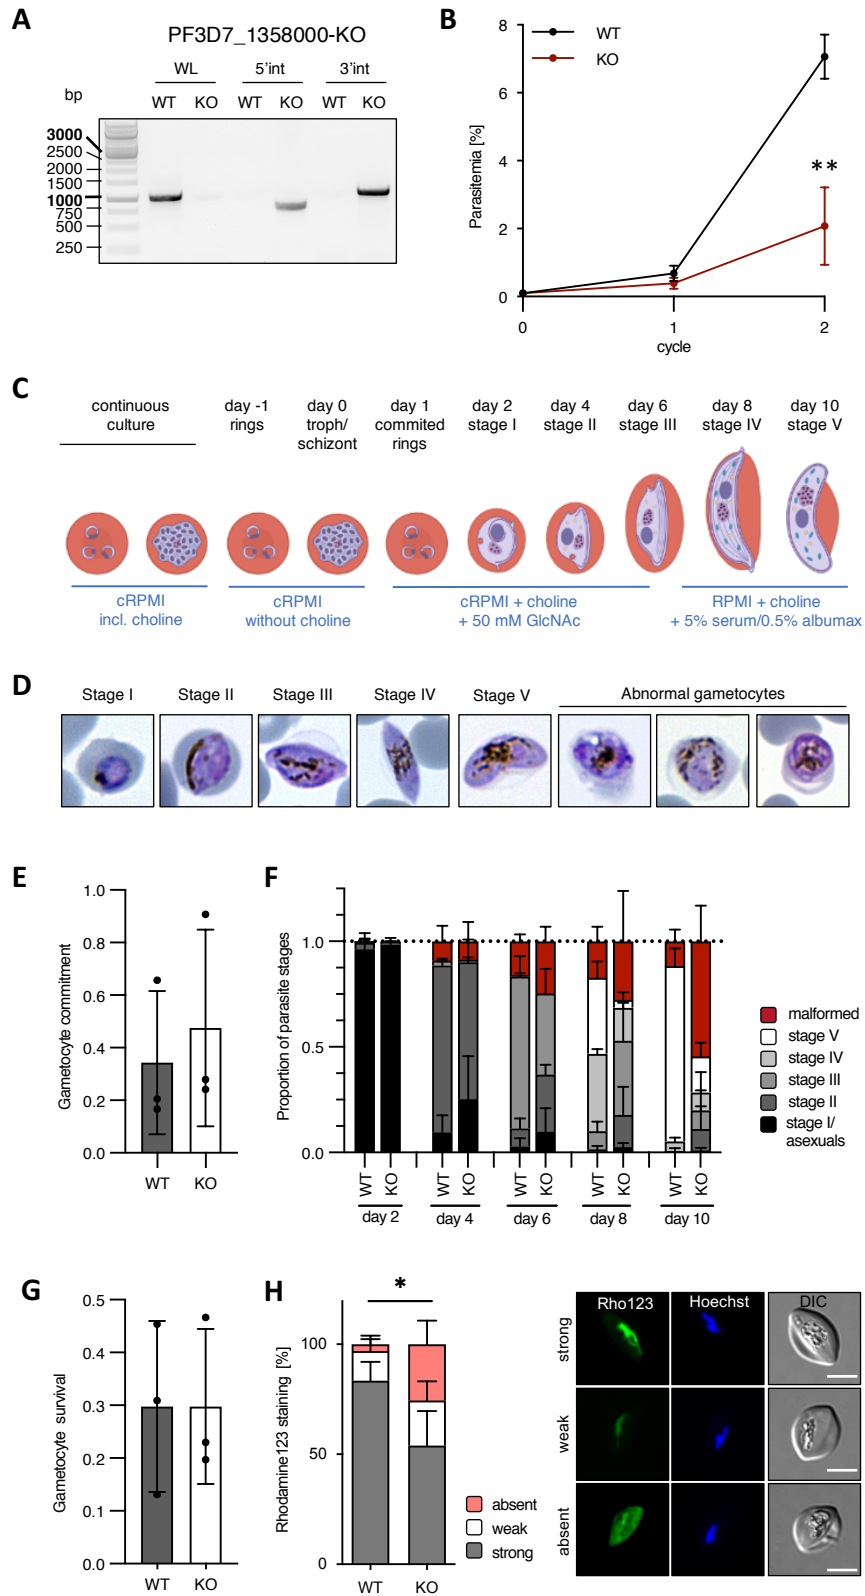 A
PF3D7_1358000-KO
WL 5'int 3'int
bp WT KO WT KO WT KO
3000
2500
2000
1500
1000
750
500
250
B
WT
KO
Parasitemia [%]
8
6
4
2
0
**
0 1 2
cycle
C
continuous culture
day -1 rings
day 0 troph/ schizont
day 1 commited rings
day 2 stage I
day 4 stage II
day 6 stage III
day 8 stage IV
day 10 stage V
cRPMI incl. choline
cRPMI without choline
cRPMI + choline + 50 mM GlcNAc
RPMI + choline + 5% serum/0.5% albumax
D
Stage I Stage II Stage III Stage IV Stage V Abnormal gametocytes
E
Gametocyte commitment
1.0
0.8
0.6
0.4
0.2
0.0
WT KO
F
Proportion of parasite stages
1.0
0.5
0.0
WT KO WT KO WT KO WT KO WT KO
day 2 day 4 day 6 day 8 day 10
malformed
stage V
stage IV
stage III
stage II
stage I/
asexuals
G
Gametocyte survival
0.5
0.4
0.3
0.2
0.1
0.0
WT KO
H
*
Rhodamine123 staining [%]
100
50
0
WT KO
absent
weak
strong
Rho123 Hoechst DIC
strong
weak
absent